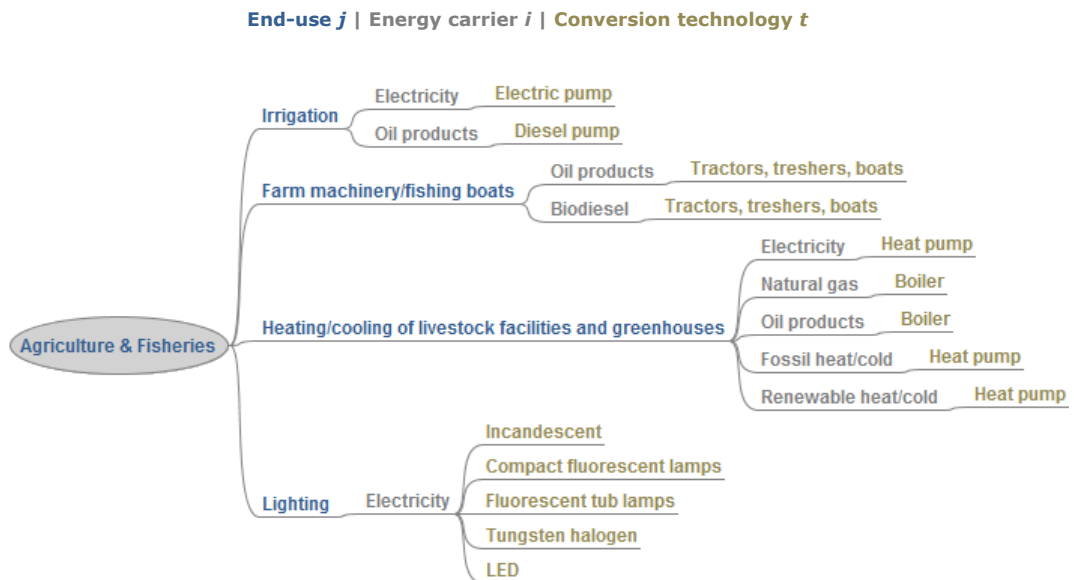 End-use j | Energy carrier i | Conversion technology t
Agriculture & Fisheries
Irrigation
Electricity
Electric pump
Oil products
Diesel pump
Farm machinery/fishing boats
Oil products
Tractors, treshers, boats
Biodiesel
Tractors, treshers, boats
Heating/cooling of livestock facilities and greenhouses
Electricity
Heat pump
Natural gas
Boiler
Oil products
Boiler
Fossil heat/cold
Heat pump
Renewable heat/cold
Heat pump
Lighting
Electricity
Incandescent
Compact fluorescent lamps
Fluorescent tub lamps
Tungsten halogen
LED